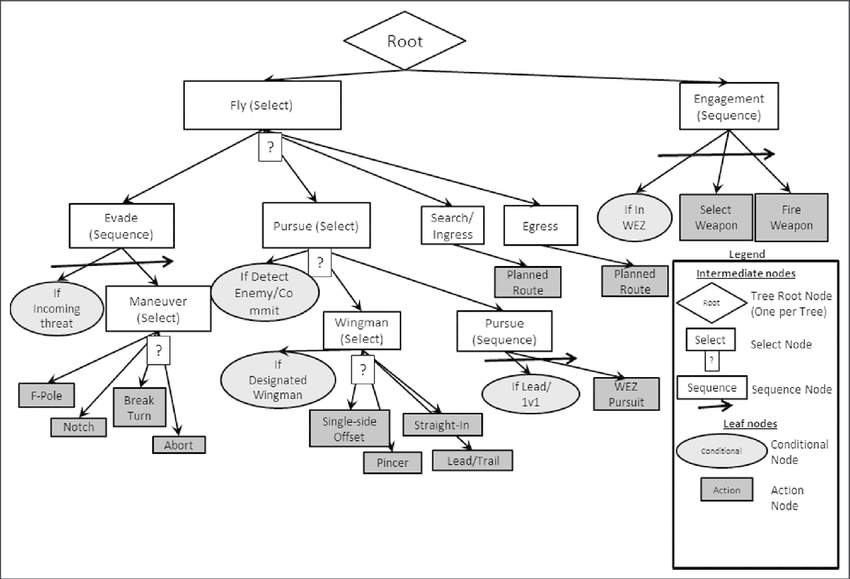 Root
Fly (Select)
Engagement
(Sequence)
?
Evade
(Sequence)
Pursue (Select)
Search/
Ingress
Egress
If In
WEZ
Select
Weapon
Fire
Weapon
If
Incoming
threat
Maneuver
(Select)
If Detect
Enemy/Co
mmit
?
Planned
Route
Planned
Route
?
Wingman
(Select)
Pursue
(Sequence)
If
Designated
Wingman
?
If Lead/
1v1
WEZ
Pursuit
F-Pole
Notch
Break
Turn
Abort
Single-side
Offset
Straight-In
Pincer
Lead/Trail
Legend
Intermediate nodes
Root
Tree Root Node
(One per Tree)
Select
?
Select Node
Sequence
Sequence Node
Leaf nodes
Conditional
Conditional
Node
Action
Action
Node